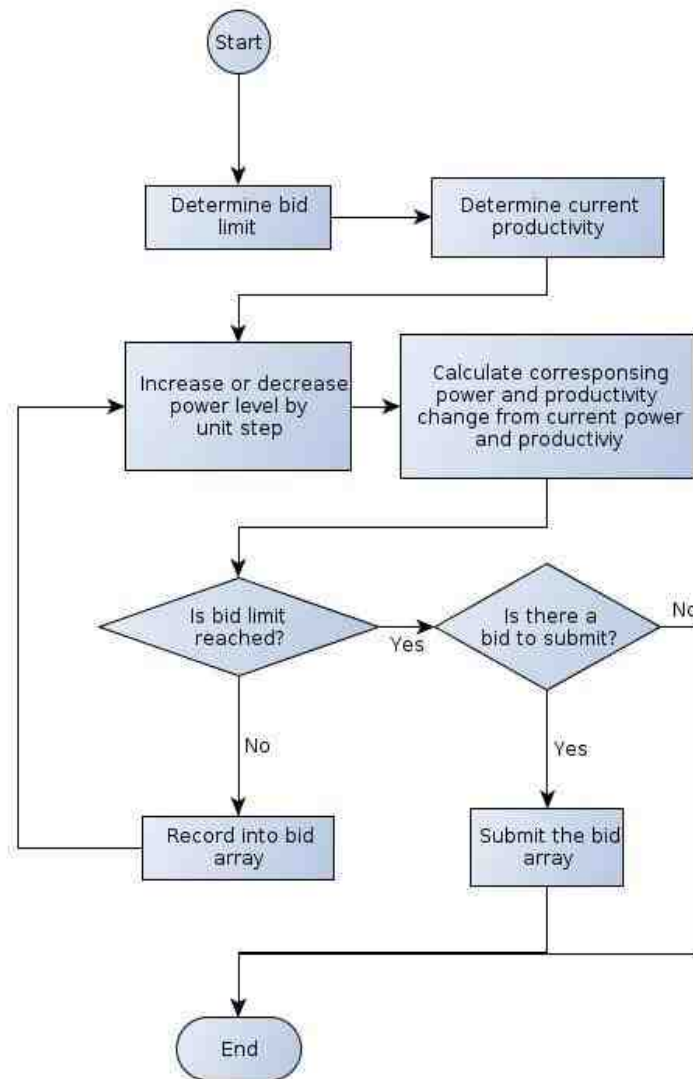 Start
Determine bid
limit
Determine current
productivity
Increase or decrease
power level by
unit step
Calculate corresponsing
power and productivity
change from current power
and productiviy
Is bid limit
reached?
Yes
Is there a
bid to submit?
No
No
Yes
Record into bid
array
Submit the bid
array
End